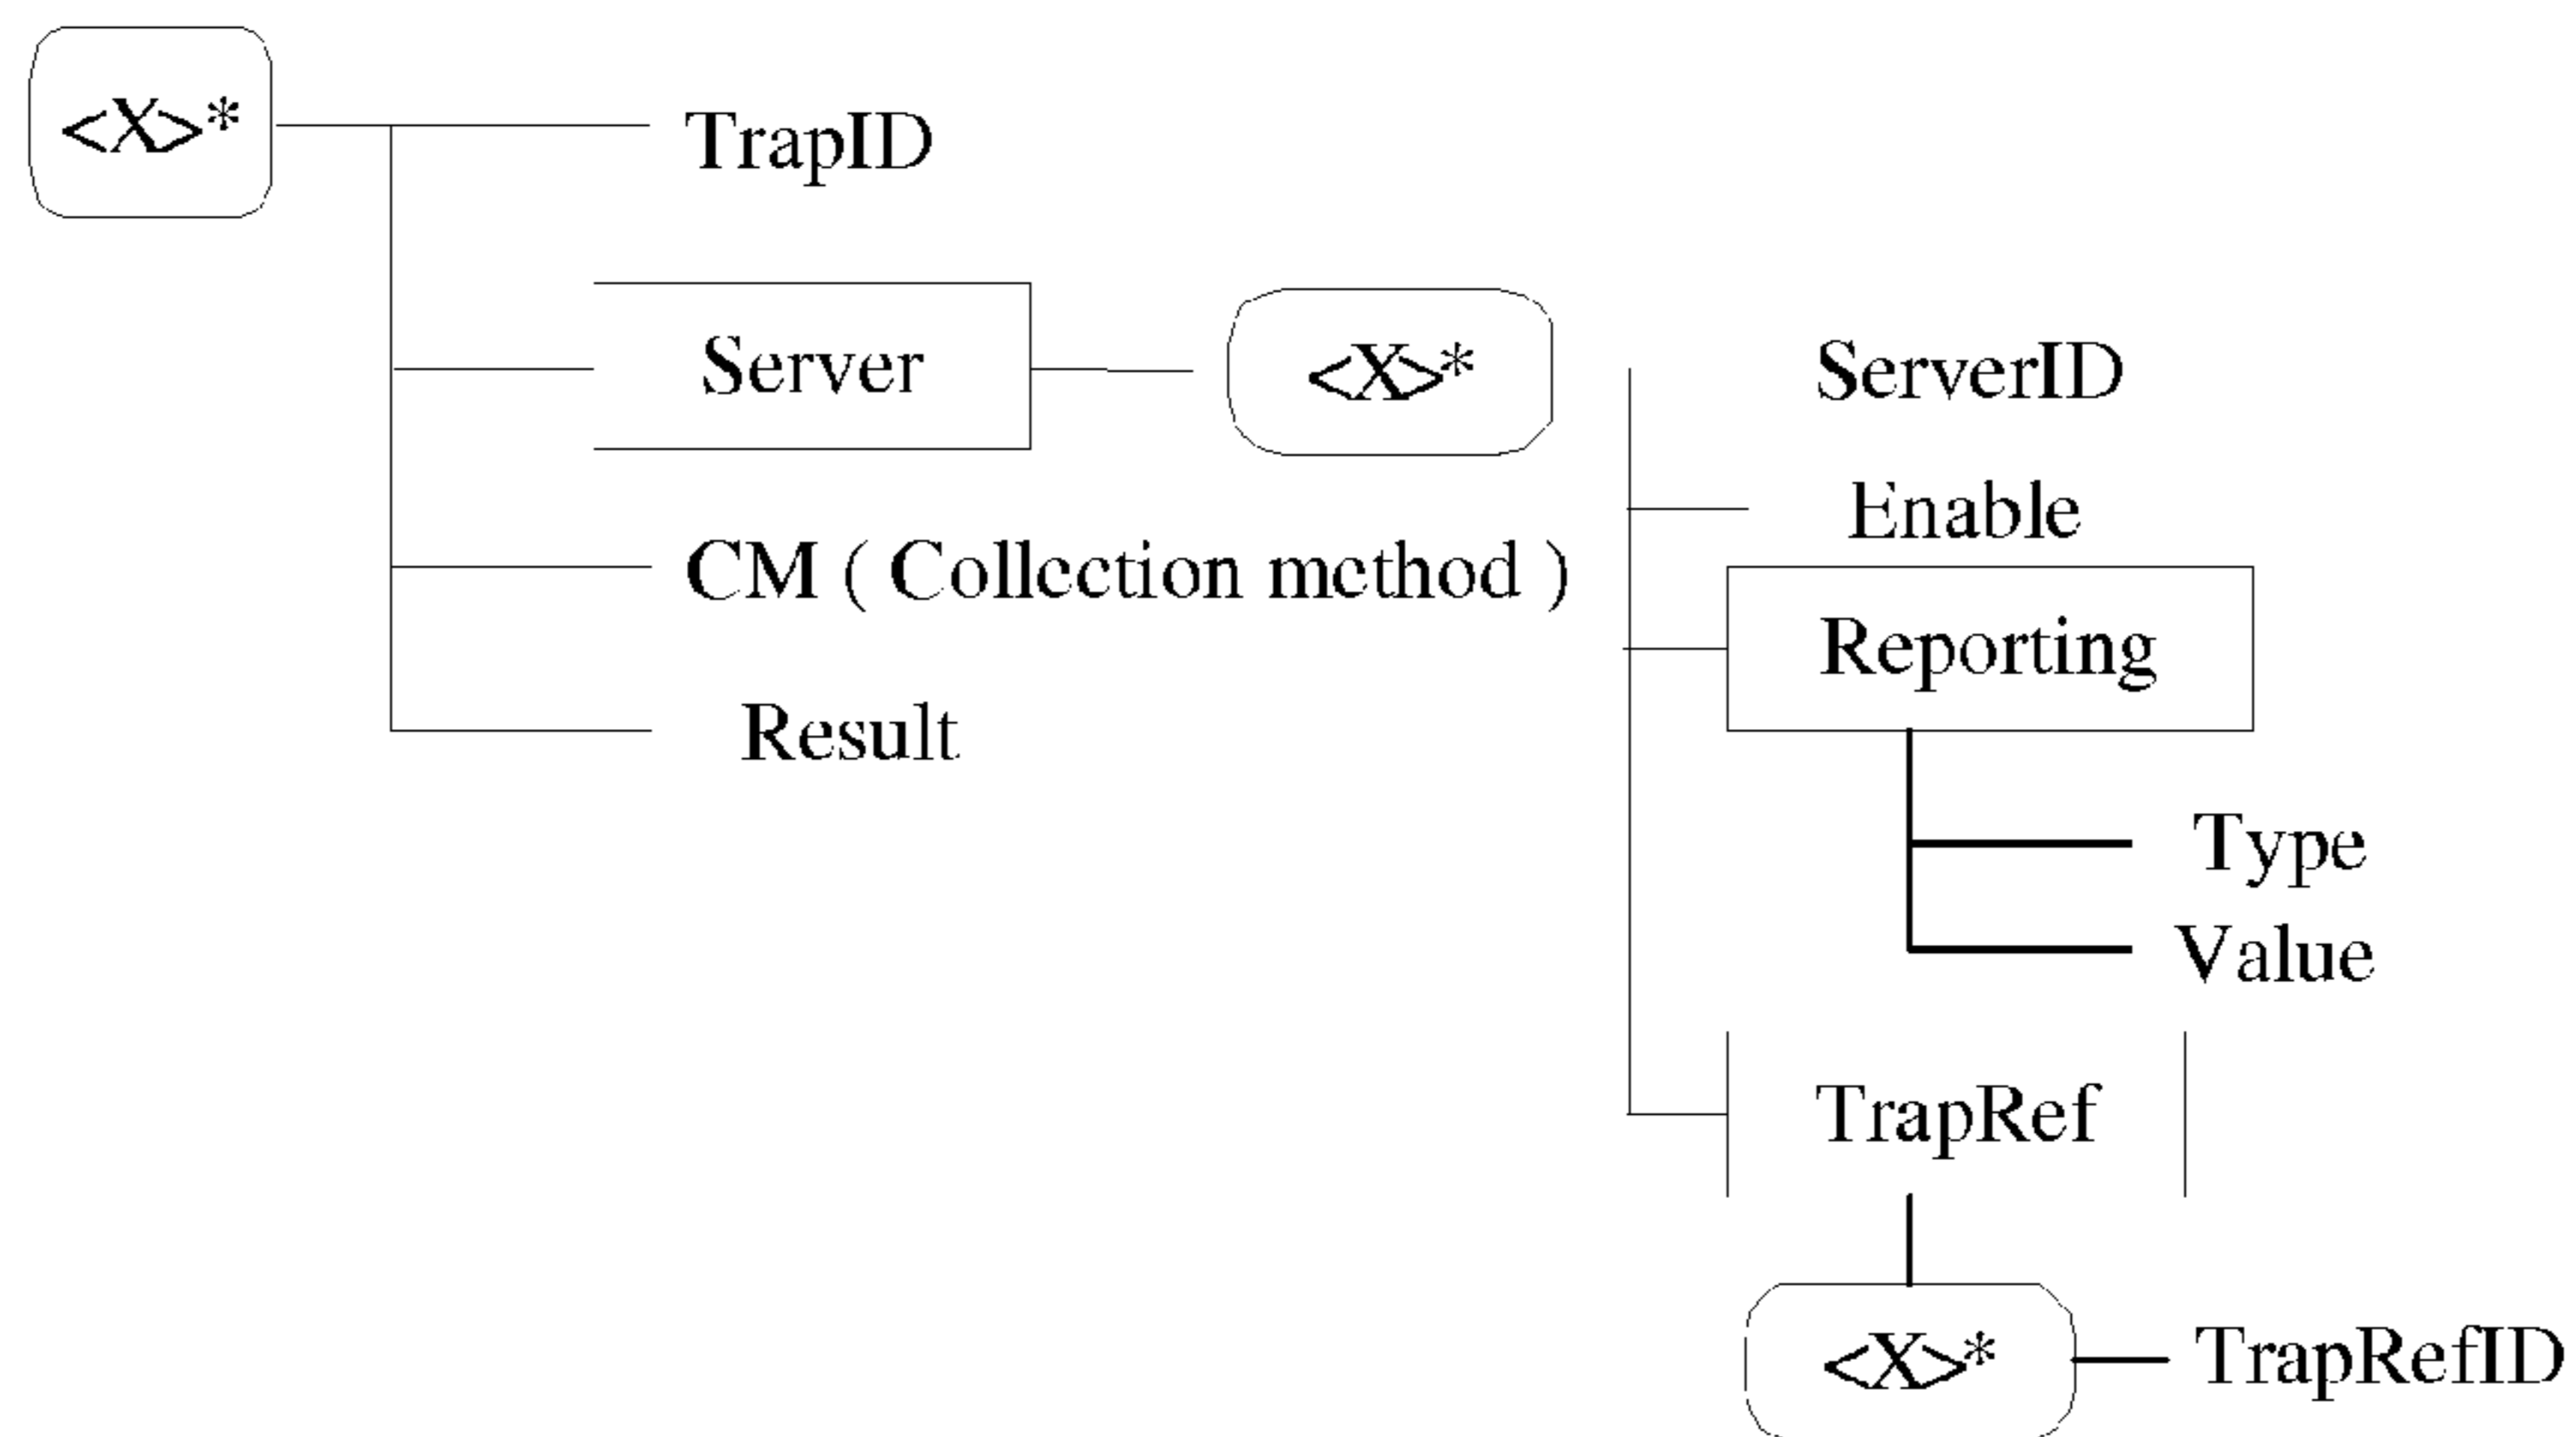 <X>*
TrapID
Server
<X>*
ServerID
Enable
CM ( Collection method )
Reporting
Result
Type
Value
TrapRef
<X>*
TrapRefID